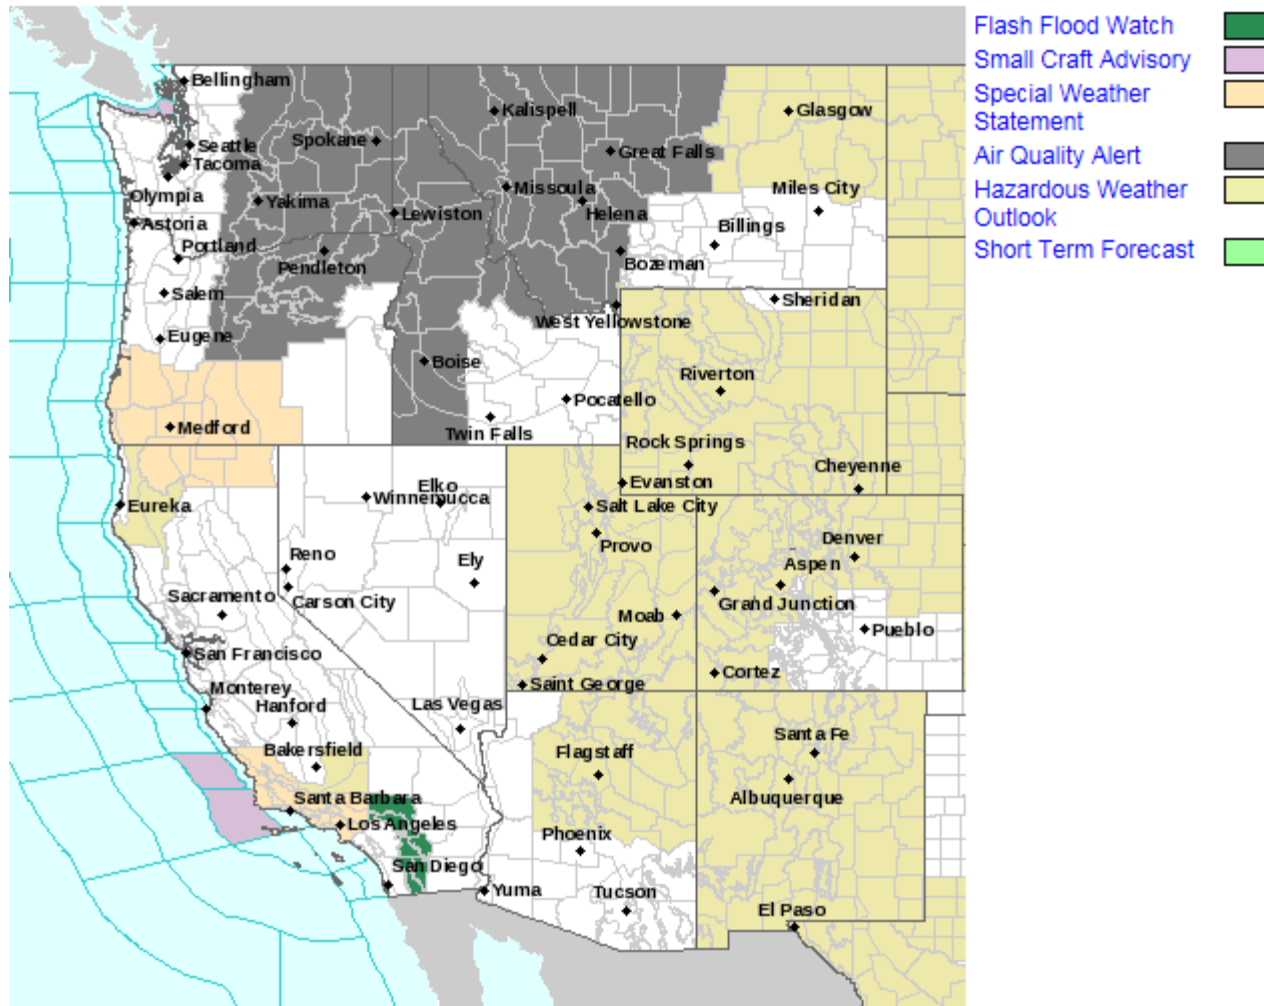 Flash Flood Watch
Small Craft Advisory
Special Weather
Statement
Air Quality Alert
Hazardous Weather
Outlook
Short Term Forecast
Bellingham
Kalispell
Glasgow
Spokane
Seattle
Great Falls
Tacoma
Missoula
Miles City
Olympia
Yakima
Lewiston
Helena
Astoria
Billings
Portland
Pendleton
Bozeman
Salem
Sheridan
West Yellowstone
Eugene
Boise
Riverton
Pocatello
Medford
Twin Falls
Rock Springs
Cheyenne
Evanston
Elko
Winnemucca
Eureka
Salt Lake City
Provo
Denver
Reno
Ely
Aspen
Sacramento
Carson City
Grand Junction
Moab
Pueblo
Cedar City
San Francisco
Cortez
Saint George
Monterey
Hanford
Las Vegas
Santa Fe
Bakersfield
Flagstaff
Albuquerque
Santa Barbara
Los Angeles
Phoenix
San Diego
Yuma
Tucson
El Paso